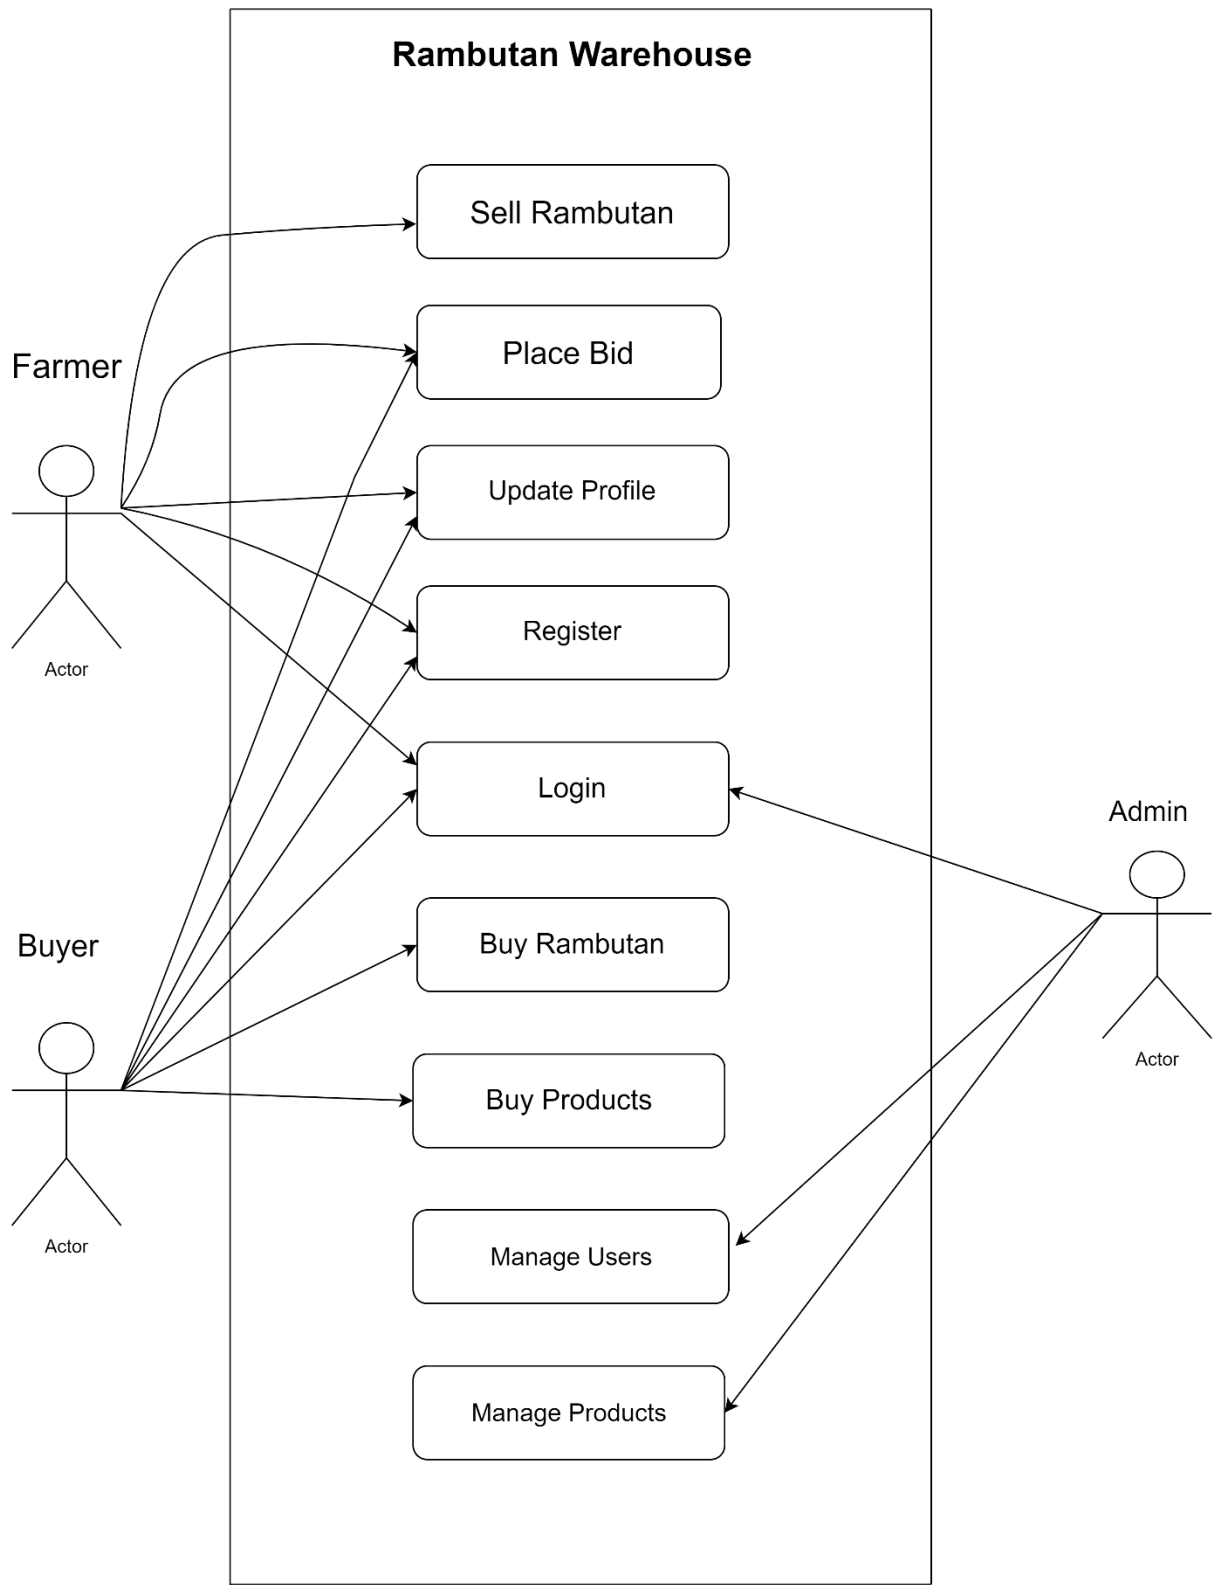 Rambutan Warehouse
Sell Rambutan
Place Bid
Farmer
Update Profile
Register
Actor
Login
Admin
Buy Rambutan
Buyer
Actor
Buy Products
Actor
Manage Users
Manage Products